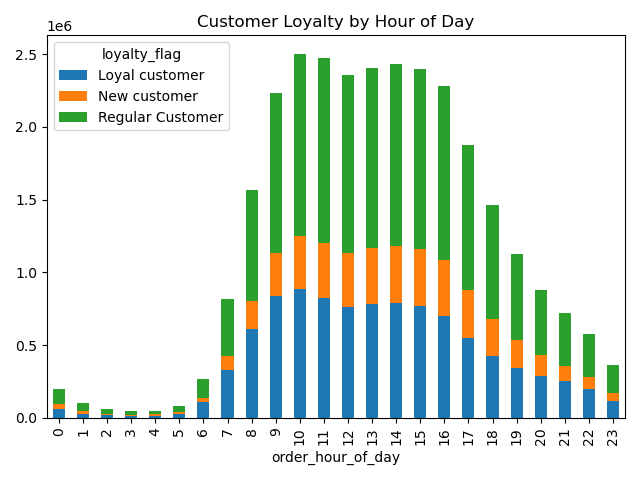 Customer Loyalty by Hour of Day
1e6
loyalty_flag
Loyal customer
New customer
Regular Customer
2.5
2.0
1.5
1.0
0.5
0.0
0 1 2 3 4 5 6 7 8 9 10 11 12 13 14 15 16 17 18 19 20 21 22 23
order_hour_of_day